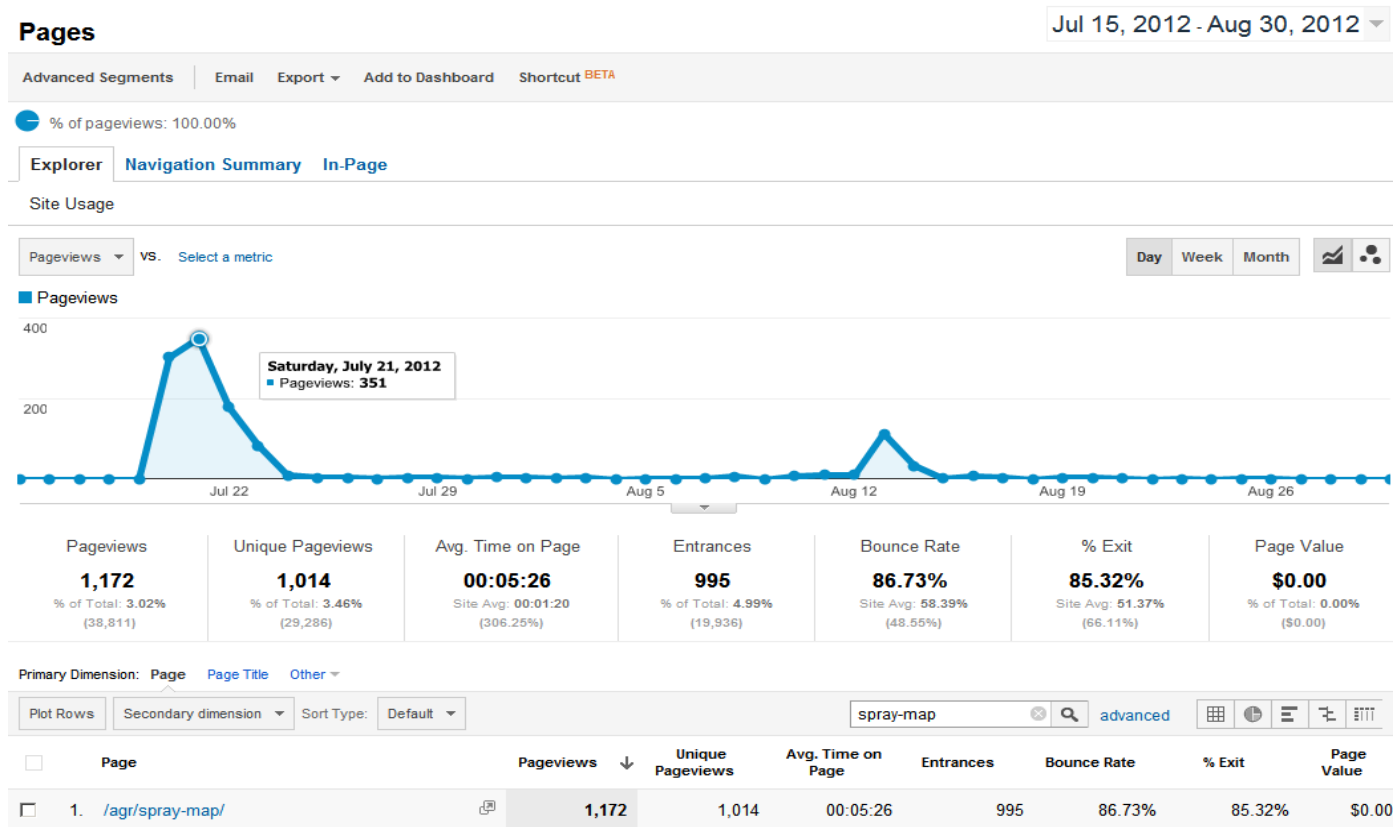 Pages
Jul 15, 2012 - Aug 30, 2012
Advanced Segments Email Export Add to Dashboard Shortcut BETA
% of pageviews: 100.00%
Explorer Navigation Summary In-Page
Site Usage
Pageviews VS. Select a metric Day Week Month
Pageviews
400
Saturday, July 21, 2012
Pageviews: 351
200
Jul 22 Jul 29 Aug 5 Aug 12 Aug 19 Aug 26
Pageviews Unique Pageviews Avg. Time on Page Entrances Bounce Rate % Exit Page Value
1,172 1,014 00:05:26 995 86.73% 85.32% $0.00
% of Total: 3.02% % of Total: 3.46% Site Avg: 00:01:20 % of Total: 4.99% Site Avg: 58.39% Site Avg: 51.37% % of Total: 0.00%
(38,811) (29,286) (306.25%) (19,936) (48.55%) (66.11%) ($0.00)
Primary Dimension: Page Page Title Other
Plot Rows Secondary dimension Sort Type: Default spray-map advanced
Page Pageviews Unique Pageviews Avg. Time on Page Entrances Bounce Rate % Exit Page Value
1. /agr/spray-map/ 1,172 1,014 00:05:26 995 86.73% 85.32% $0.00